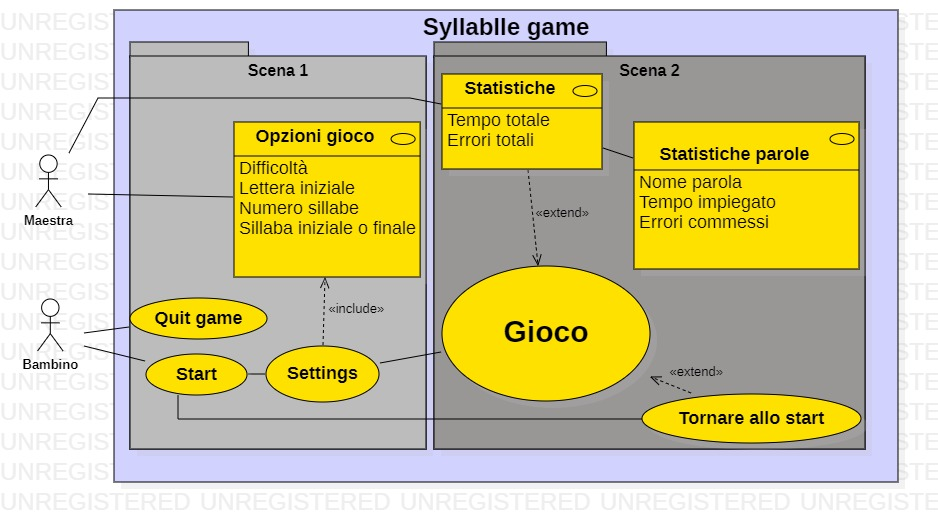 Syllablle game
Scena 1
Scena 2
Statistiche
Tempo totale
Errori totali
Opzioni gioco
Difficoltà
Lettera iniziale
Numero sillabe
Sillaba iniziale o finale
Statistiche parole
Nome parola
Tempo impiegato
Errori commessi
Maestra
«extend»
«include»
Quit game
Gioco
Bambino
Start
Settings
«extend»
Tornare allo start
UNREGISTERED UNREGISTERED UNREGISTERED UNREGISTERED UNREGISTERED